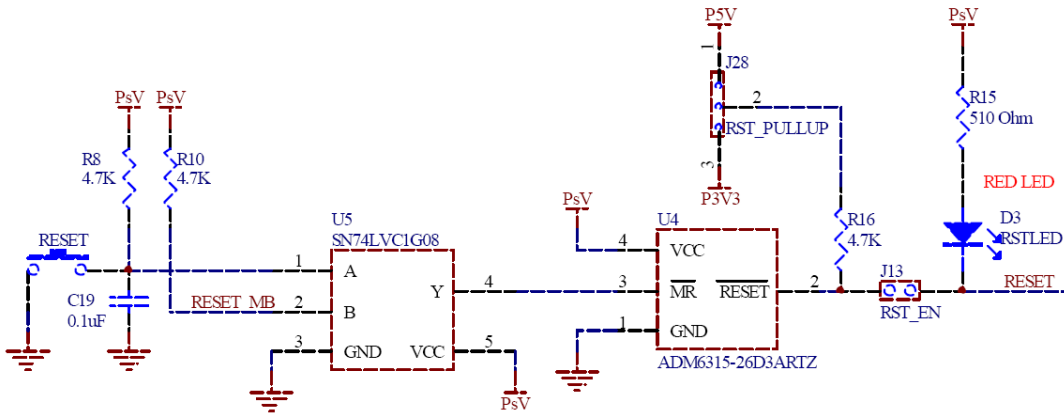 P5V
PsV
1
J28
PsV
PsV
2
R15
510 Ohm
RST_PULLUP
R8
4.7K
R10
4.7K
3
P3V3
RED LED
PsV
U5
SN74LVC1G08
U4
R16
4.7K
D3
RSTLED
RESET
4
VCC
1
A
J13
RESET
C19
0.1uF
RESET_MB
2
B
Y
4
3
MR
RESET
2
RST_EN
3
GND
VCC
5
1
GND
ADM6315-26D3ARTZ
PsV